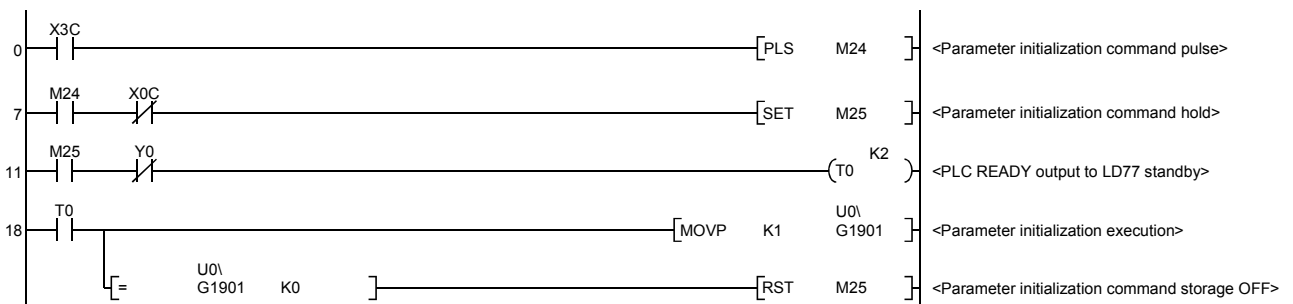 X3C
0 [PLS M24 ] <Parameter initialization command pulse>
M24 X0C
7 [SET M25 ] <Parameter initialization command hold>
M25 Y0 K2
11 (T0 ) <PLC READY output to LD77 standby>
T0 U0\
18 [MOVP K1 G1901 ] <Parameter initialization execution>
U0\
[= G1901 K0 ] [RST M25 ] <Parameter initialization command storage OFF>